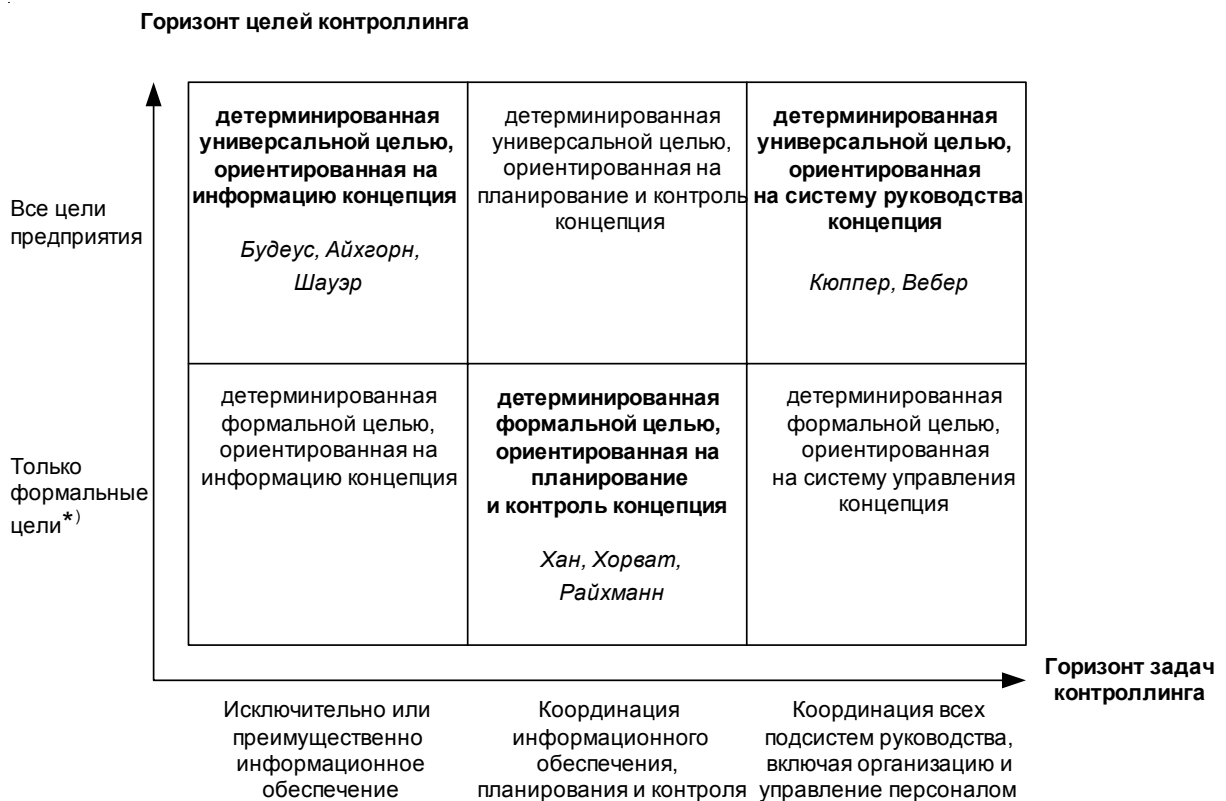 Горизонт целей контроллинга
Все цели
предприятия
детерминированная
универсальной целью,
ориентированная на
информацию концепция
Будеус, Айхгорн,
Шауэр
детерминированная
универсальной целью,
ориентированная на
планирование и контроль
концепция
детерминированная
универсальной целью,
ориентированная
на систему руководства
концепция
Кюппер, Вебер
Только
формальные
цели*)
детерминированная
формальной целью,
ориентированная на
информацию концепция
детерминированная
формальной целью,
ориентированная на
планирование
и контроль концепция
Хан, Хорват,
Райхманн
детерминированная
формальной целью,
ориентированная
на систему управления
концепция
Горизонт задач
контроллинга
Исключительно или
преимущественно
информационное
обеспечение
Координация
информационного
обеспечения,
планирования и контроля
Координация всех
подсистем руководства,
включая организацию и
управление персоналом